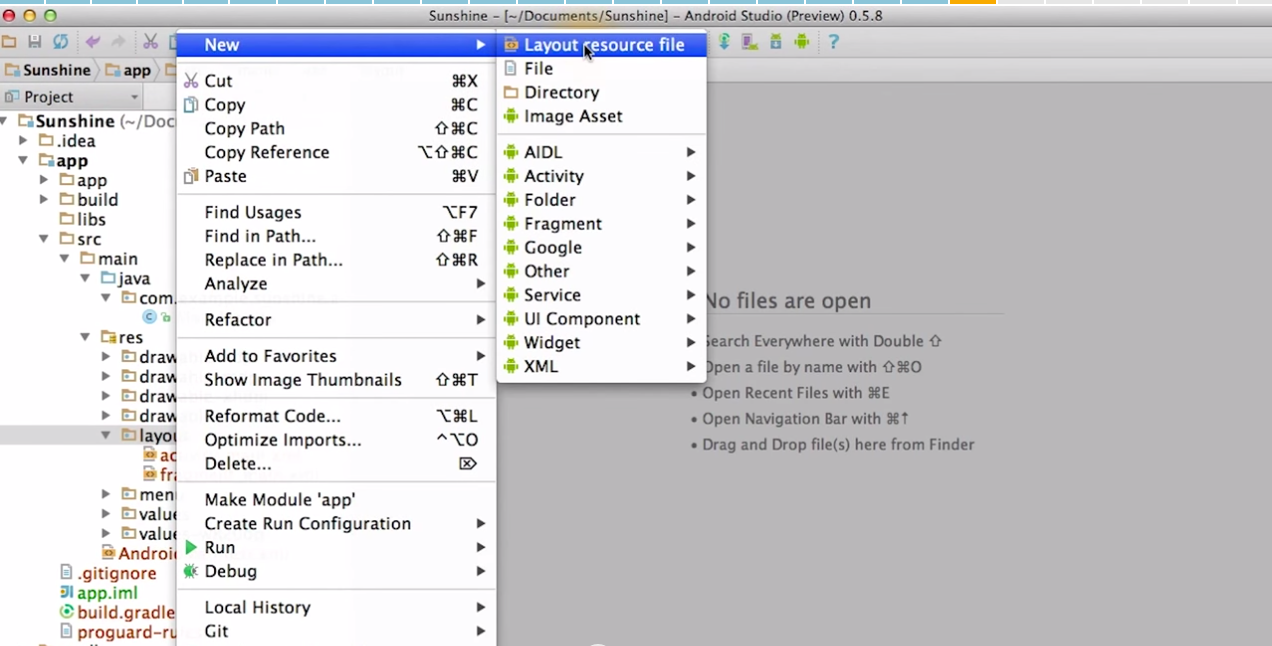 Sunshine – [~/Documents/Sunshine] – Android Studio (Preview) 0.5.8
?
Sunshine app
Project
Sunshine (~/Doc
.idea
app
app
build
libs
src
main
java
com.
res
draw
draw
draw
layou
ac
fra
men
value
value
Android
.gitignore
app.iml
build.gradle
proguard-ru
New
Cut ⌘X
Copy ⌘C
Copy Path ⇧⌘C
Copy Reference ⌥⇧⌘C
Paste ⌘V
Find Usages ⌥F7
Find in Path... ⇧⌘F
Replace in Path... ⇧⌘R
Analyze
Refactor
Add to Favorites
Show Image Thumbnails ⇧⌘T
Reformat Code... ⌥⌘L
Optimize Imports... ^⌥O
Delete... ⌦
Make Module 'app'
Create Run Configuration
Run
Debug
Local History
Git
Layout resource file
File
Directory
Image Asset
AIDL
Activity
Folder
Fragment
Google
Other
Service
UI Component
Widget
XML
No files are open
Search Everywhere with Double ⇧
Open a file by name with ⇧⌘O
• Open Recent Files with ⌘E
• Open Navigation Bar with ⌘↑
• Drag and Drop file(s) here from Finder